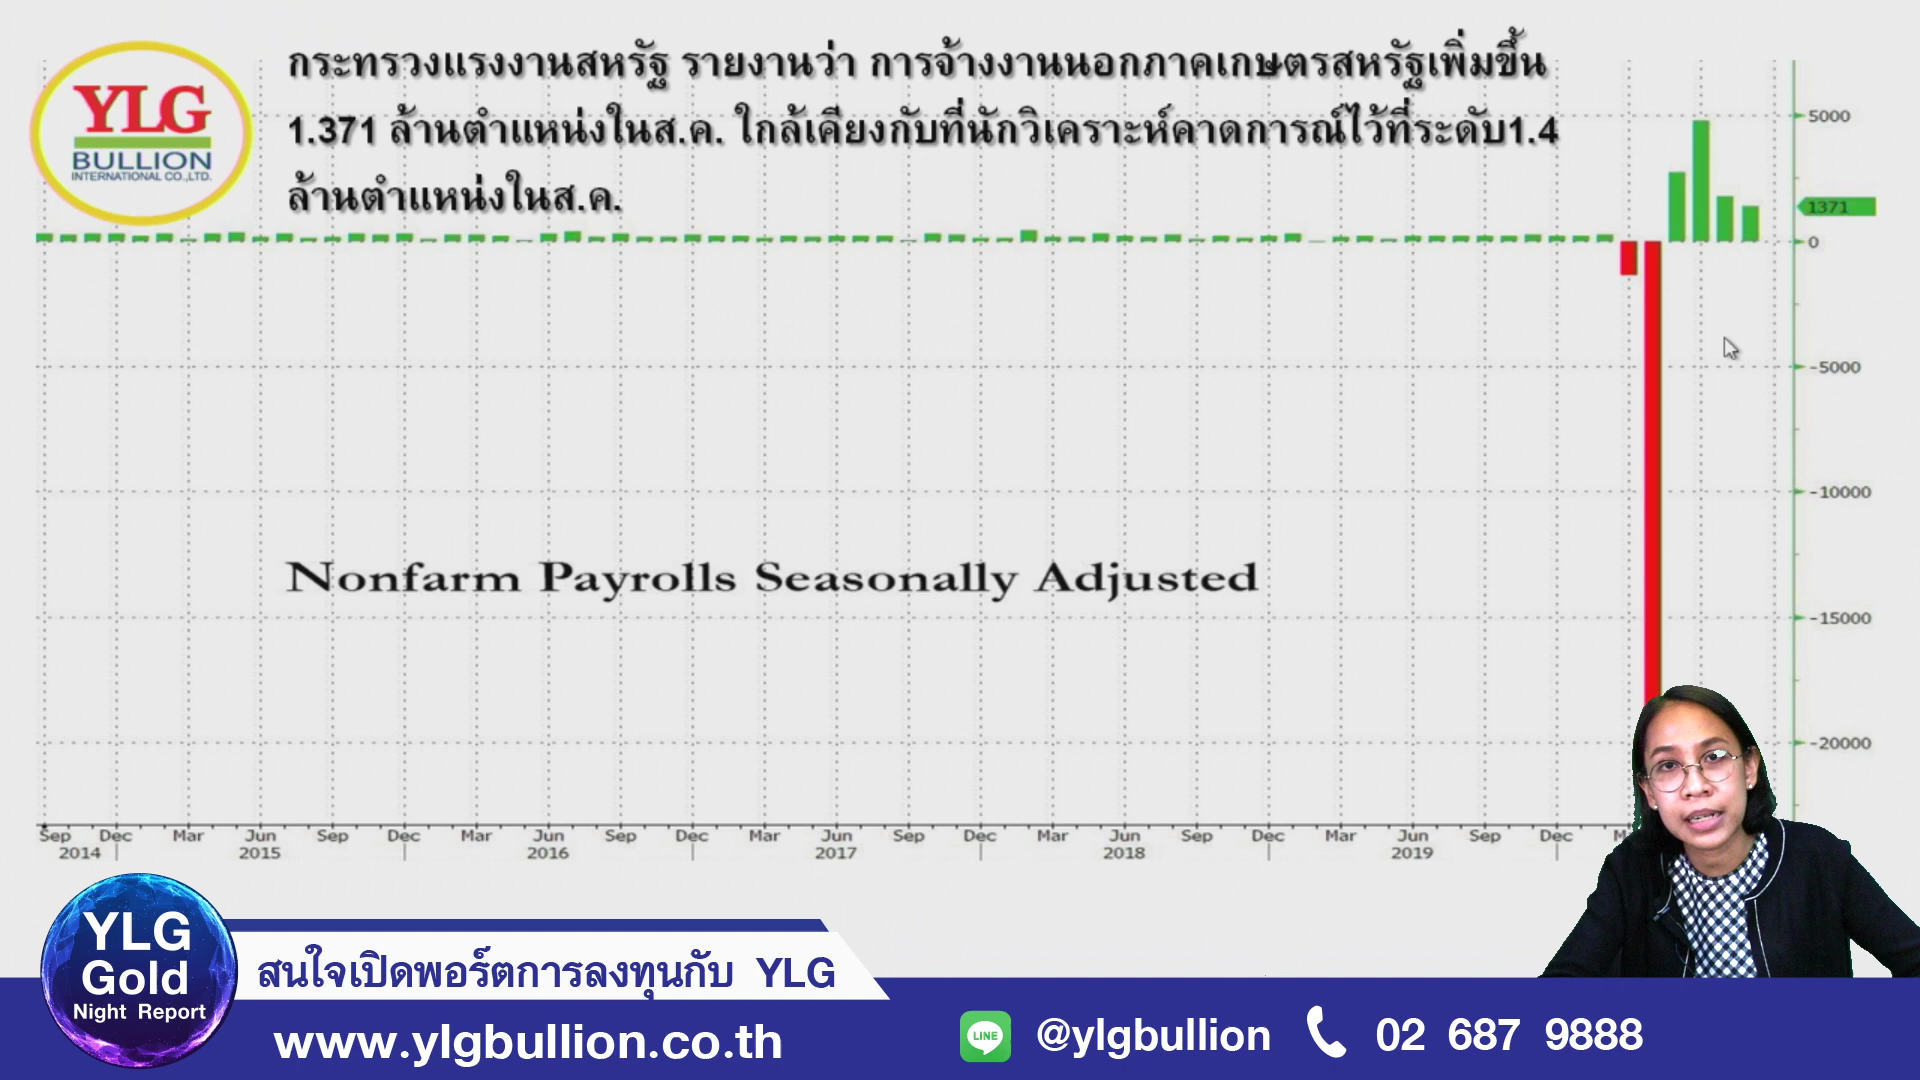 YLG
BULLION
INTERNATIONAL CO.,LTD.
กระทรวงแรงงานสหรัฐ รายงานว่า การจ้างงานนอกภาคเกษตรสหรัฐเพิ่มขึ้น
1.371 ล้านตำแหน่งในส.ค. ใกล้เคียงกับที่นักวิเคราะห์คาดการณ์ไว้ที่ระดับ1.4
ล้านตำแหน่งในส.ค.
5000
1371
0
-5000
-10000
-15000
-20000
Nonfarm Payrolls Seasonally Adjusted
Sep Dec Mar Jun Sep Dec Mar Jun Sep Dec Mar Jun Sep Dec Mar Jun Sep Dec Mar Jun Sep Dec
2014 2015 2016 2017 2018 2019
YLG
Gold
Night Report
สนใจเปิดพอร์ตการลงทุนกับ YLG
www.ylgbullion.co.th
LINE @ylgbullion 02 687 9888